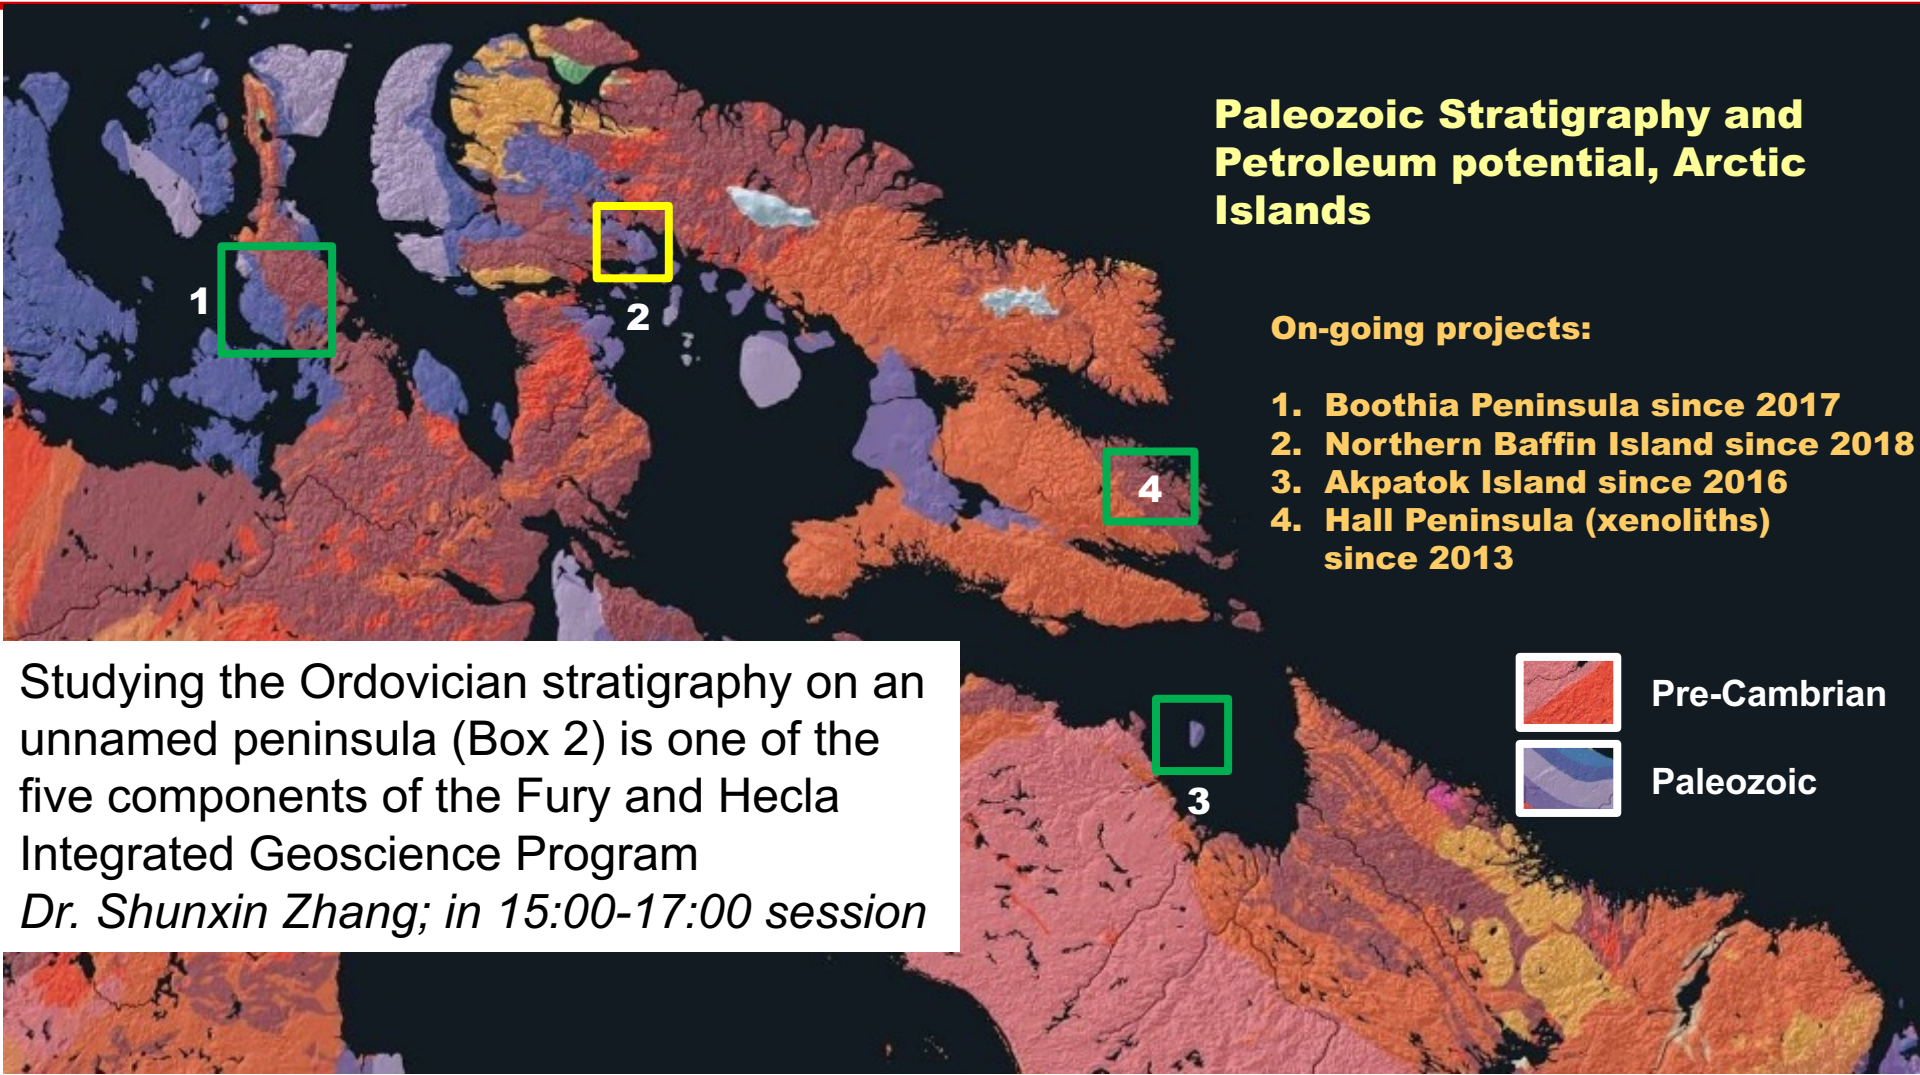 Paleozoic Stratigraphy and
Petroleum potential, Arctic
Islands
On-going projects:
1. Boothia Peninsula since 2017
2. Northern Baffin Island since 2018
3. Akpatok Island since 2016
4. Hall Peninsula (xenoliths)
since 2013
1
2
4
3
Pre-Cambrian
Paleozoic
Studying the Ordovician stratigraphy on an
unnamed peninsula (Box 2) is one of the
five components of the Fury and Hecla
Integrated Geoscience Program
Dr. Shunxin Zhang; in 15:00-17:00 session